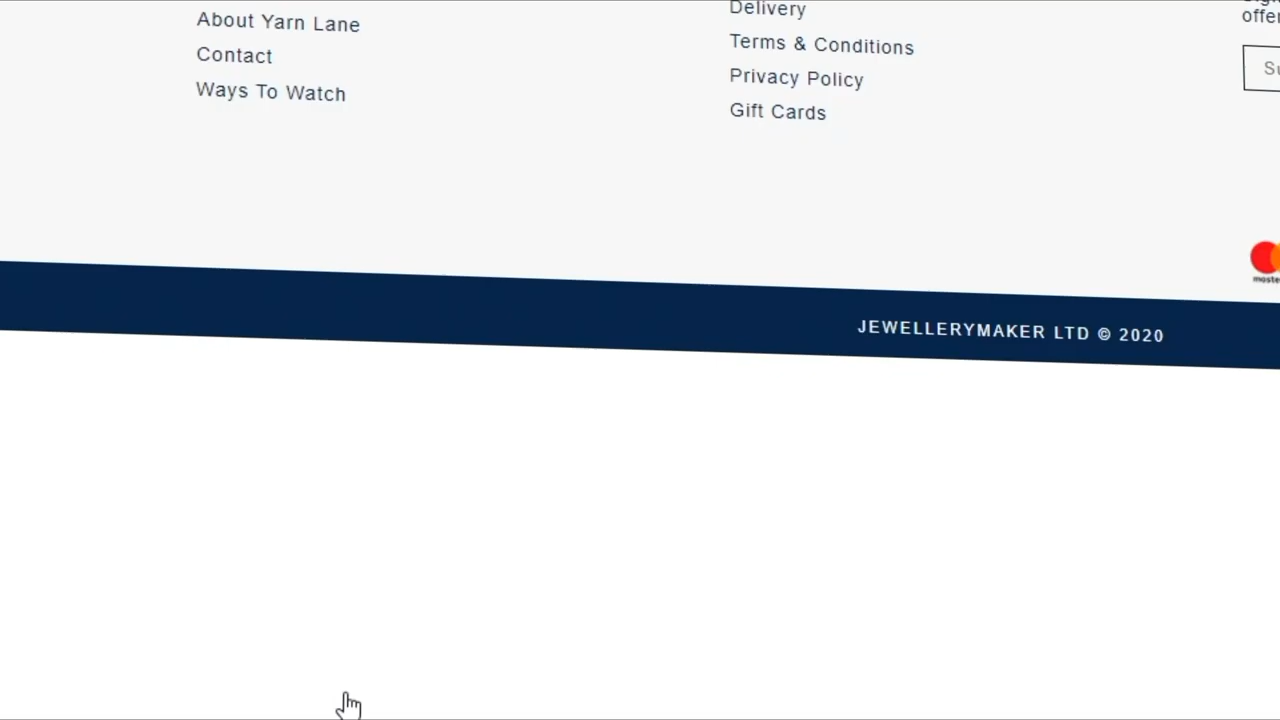 About Yarn Lane
Contact
Ways To Watch
Delivery
Terms & Conditions
Privacy Policy
Gift Cards
JEWELLERYMAKER LTD © 2020